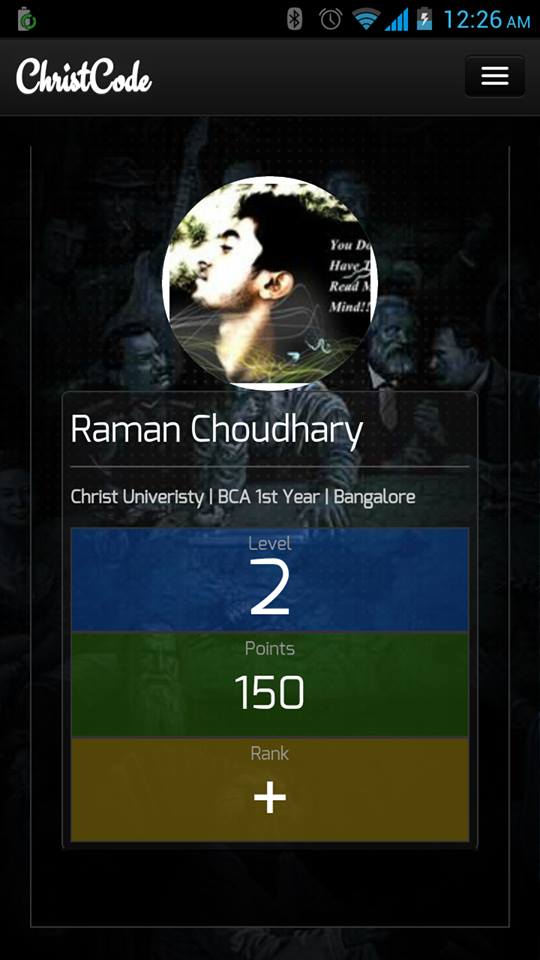 12:26 AM
ChristCode
You Do
Have
Read M
Mind!!
Raman Choudhary
Christ Univeristy | BCA 1st Year | Bangalore
Level
2
Points
150
Rank
+